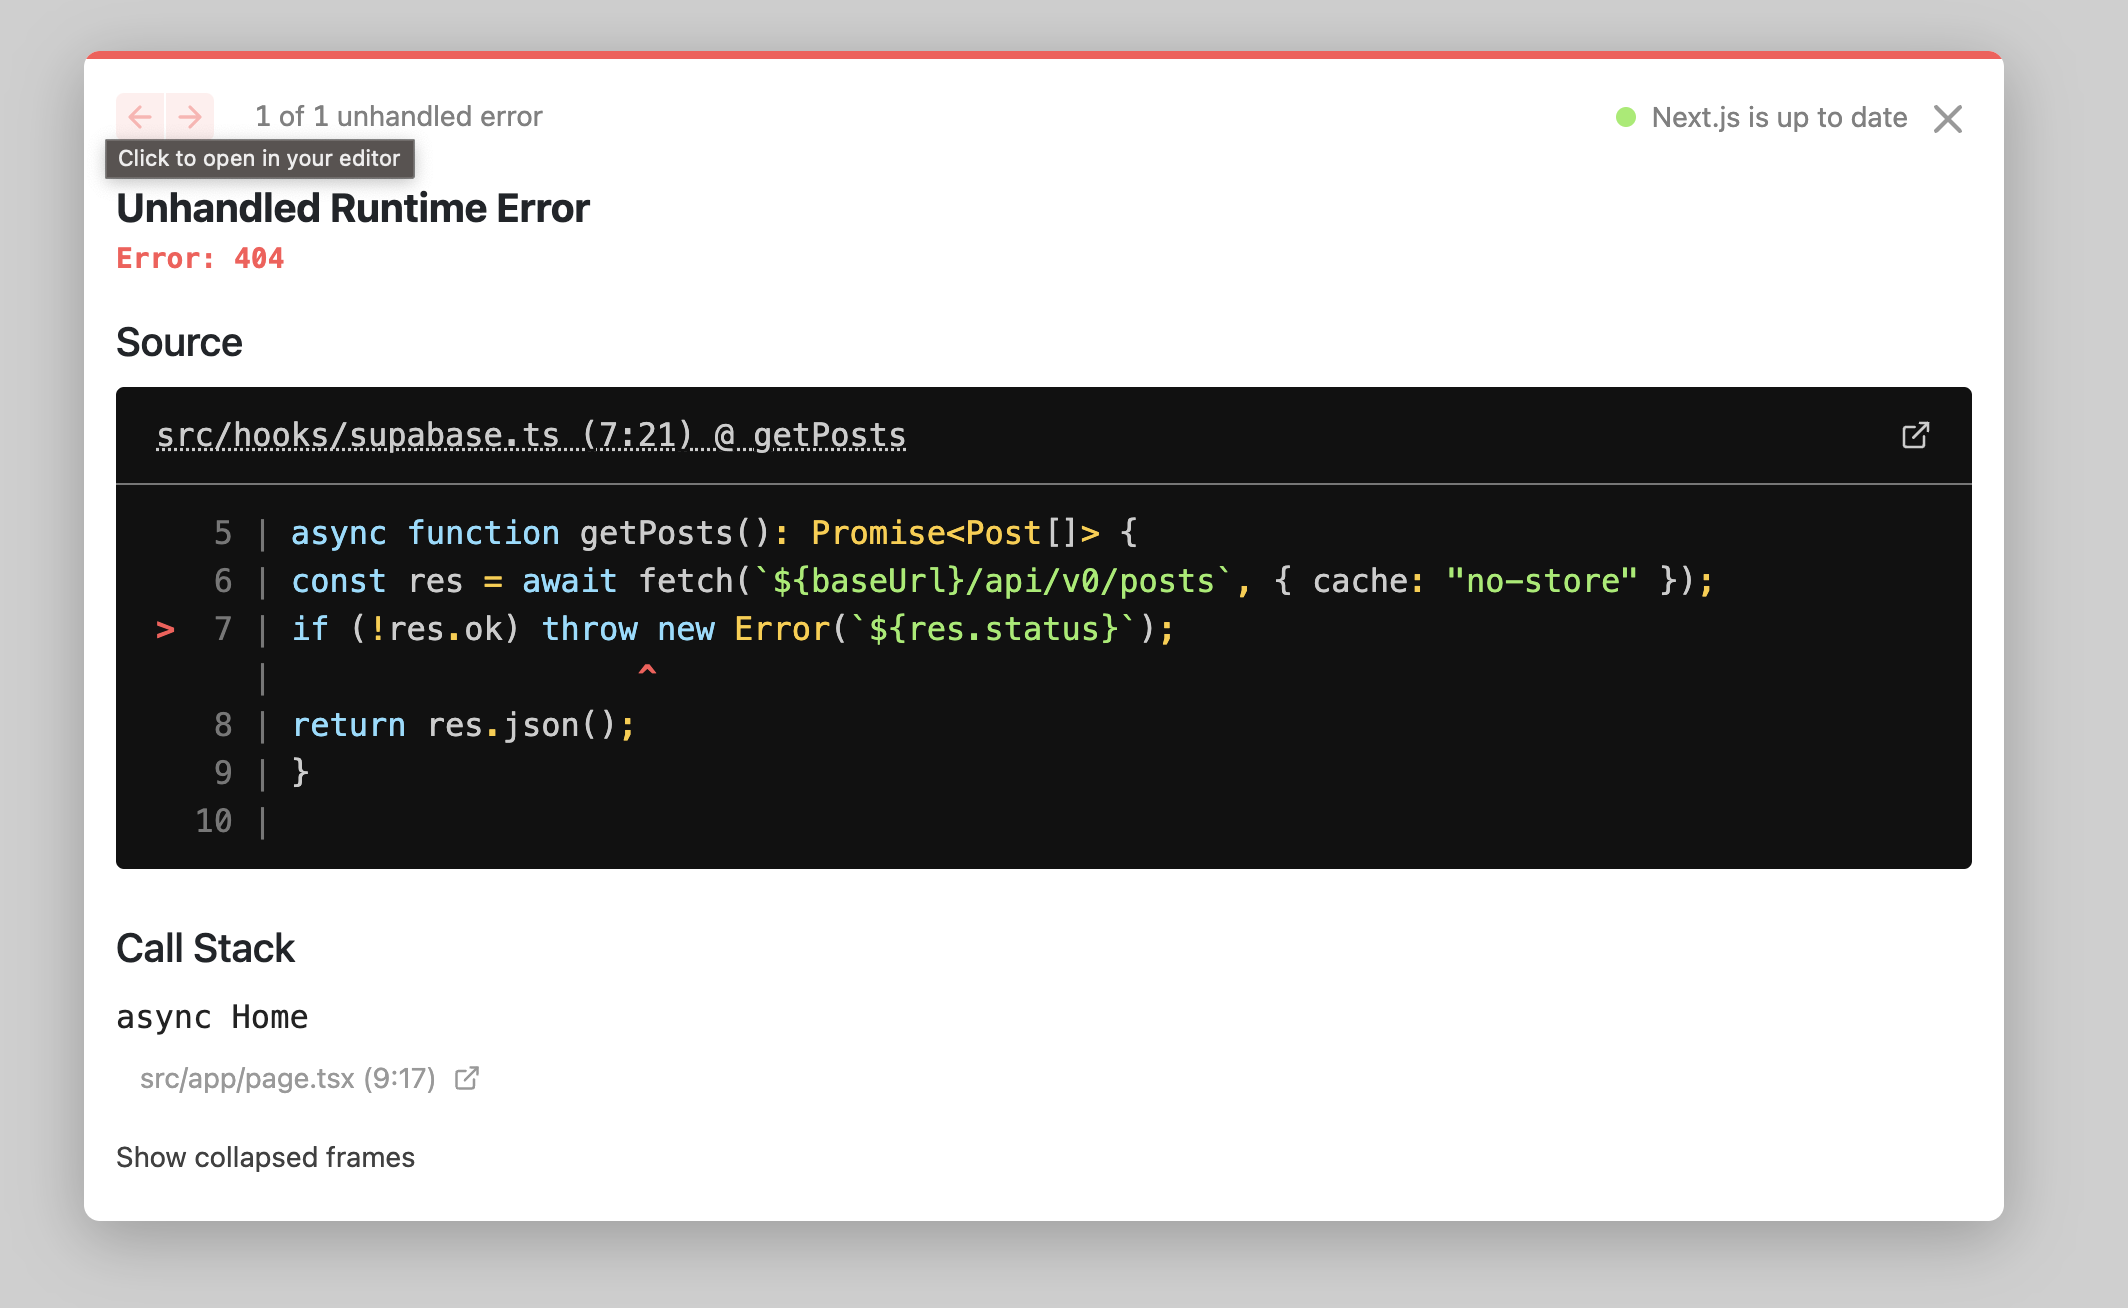 1 of 1 unhandled error
Next.js is up to date
Click to open in your editor
Unhandled Runtime Error
Error: 404
Source
src/hooks/supabase.ts (7:21) @ getPosts
5 | async function getPosts(): Promise<Post[]> {
6 | const res = await fetch(`${baseUrl}/api/v0/posts`, { cache: "no-store" });
> 7 | if (!res.ok) throw new Error(`${res.status}`);
| ^
8 | return res.json();
9 | }
10 |
Call Stack
async Home
src/app/page.tsx (9:17)
Show collapsed frames